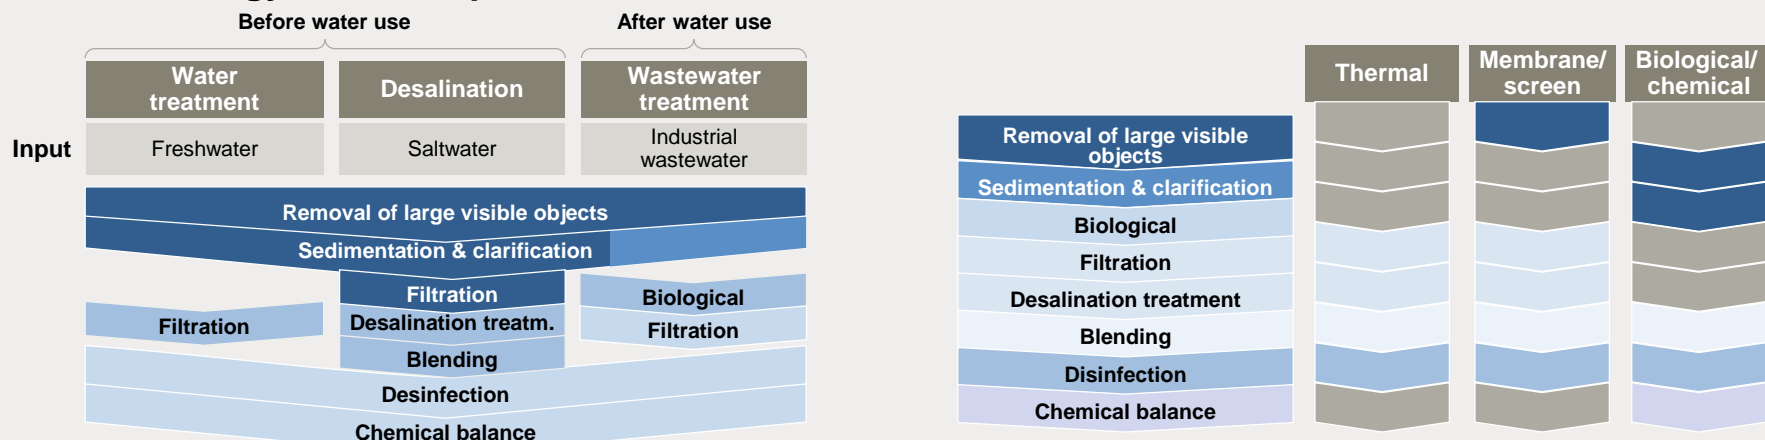 Before water use
After water use
Water
treatment
Desalination
Wastewater
treatment
Input
Freshwater
Saltwater
Industrial
wastewater
Removal of large visible objects
Sedimentation & clarification
Filtration
Filtration
Desalination treatm.
Blending
Biological
Filtration
Desinfection
Chemical balance
Thermal
Membrane/
screen
Biological/
chemical
Removal of large visible
objects
Sedimentation & clarification
Biological
Filtration
Desalination treatment
Blending
Disinfection
Chemical balance